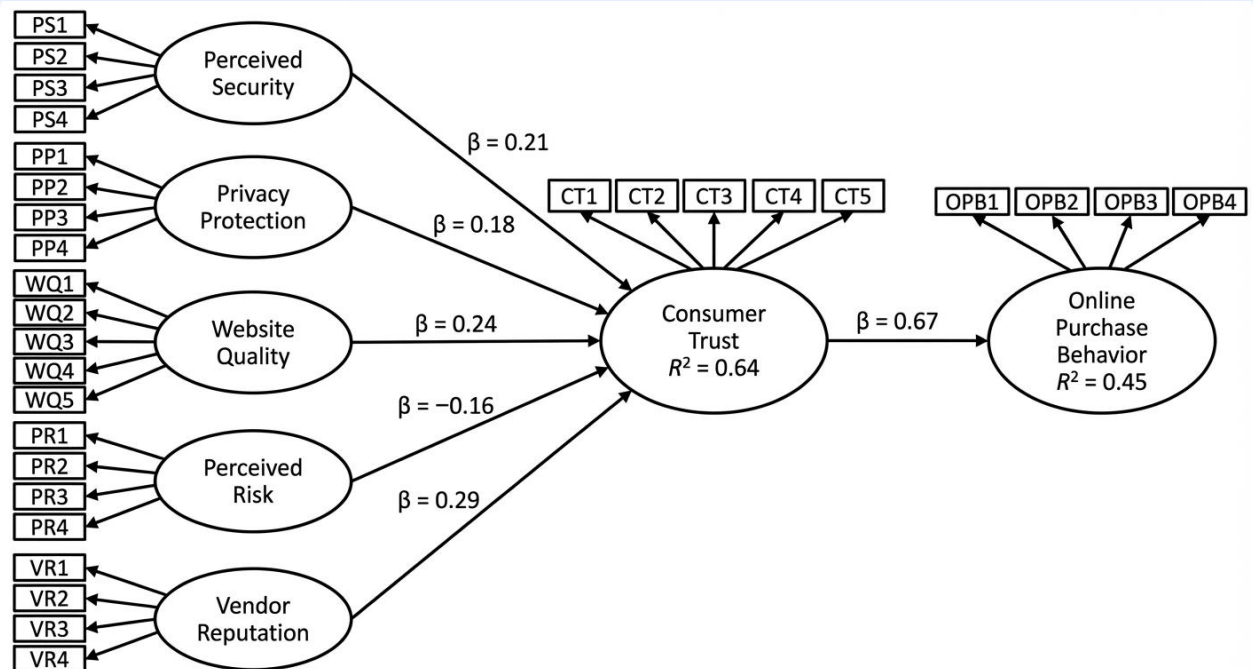 PS1
PS2
PS3
PS4
Perceived
Security
β = 0.21
PP1
PP2
PP3
PP4
Privacy
Protection
β = 0.18
WQ1
WQ2
WQ3
WQ4
WQ5
Website
Quality
β = 0.24
PR1
PR2
PR3
PR4
Perceived
Risk
β = −0.16
VR1
VR2
VR3
VR4
Vendor
Reputation
β = 0.29
CT1
CT2
CT3
CT4
CT5
Consumer
Trust
R² = 0.64
β = 0.67
OPB1
OPB2
OPB3
OPB4
Online
Purchase
Behavior
R² = 0.45